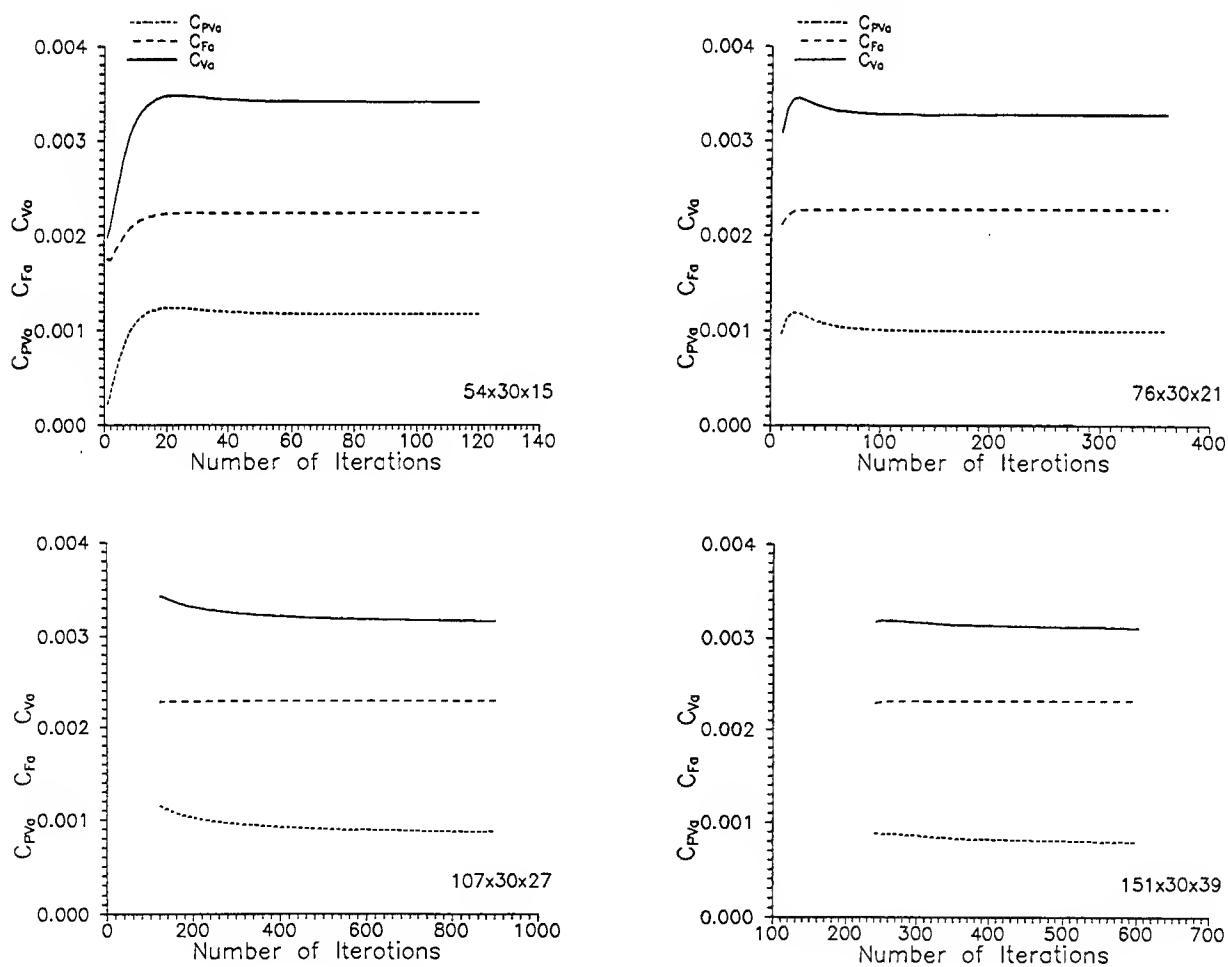 C_PVa
C_Fa
C_Va
0.004
0.003
0.002
0.001
0.000
C_PVa C_Fa C_Va
54x30x15
0 20 40 60 80 100 120 140
Number of Iterations
C_PVa
C_Fa
C_Va
0.004
0.003
0.002
0.001
0.000
C_PVa C_Fa C_Va
76x30x21
0 100 200 300 400
Number of Iterations
0.004
0.003
0.002
0.001
0.000
C_PVa C_Fa C_Va
107x30x27
0 200 400 600 800 1000
Number of Iterations
0.004
0.003
0.002
0.001
0.000
C_PVa C_Fa C_Va
151x30x39
100 200 300 400 500 600 700
Number of Iterations